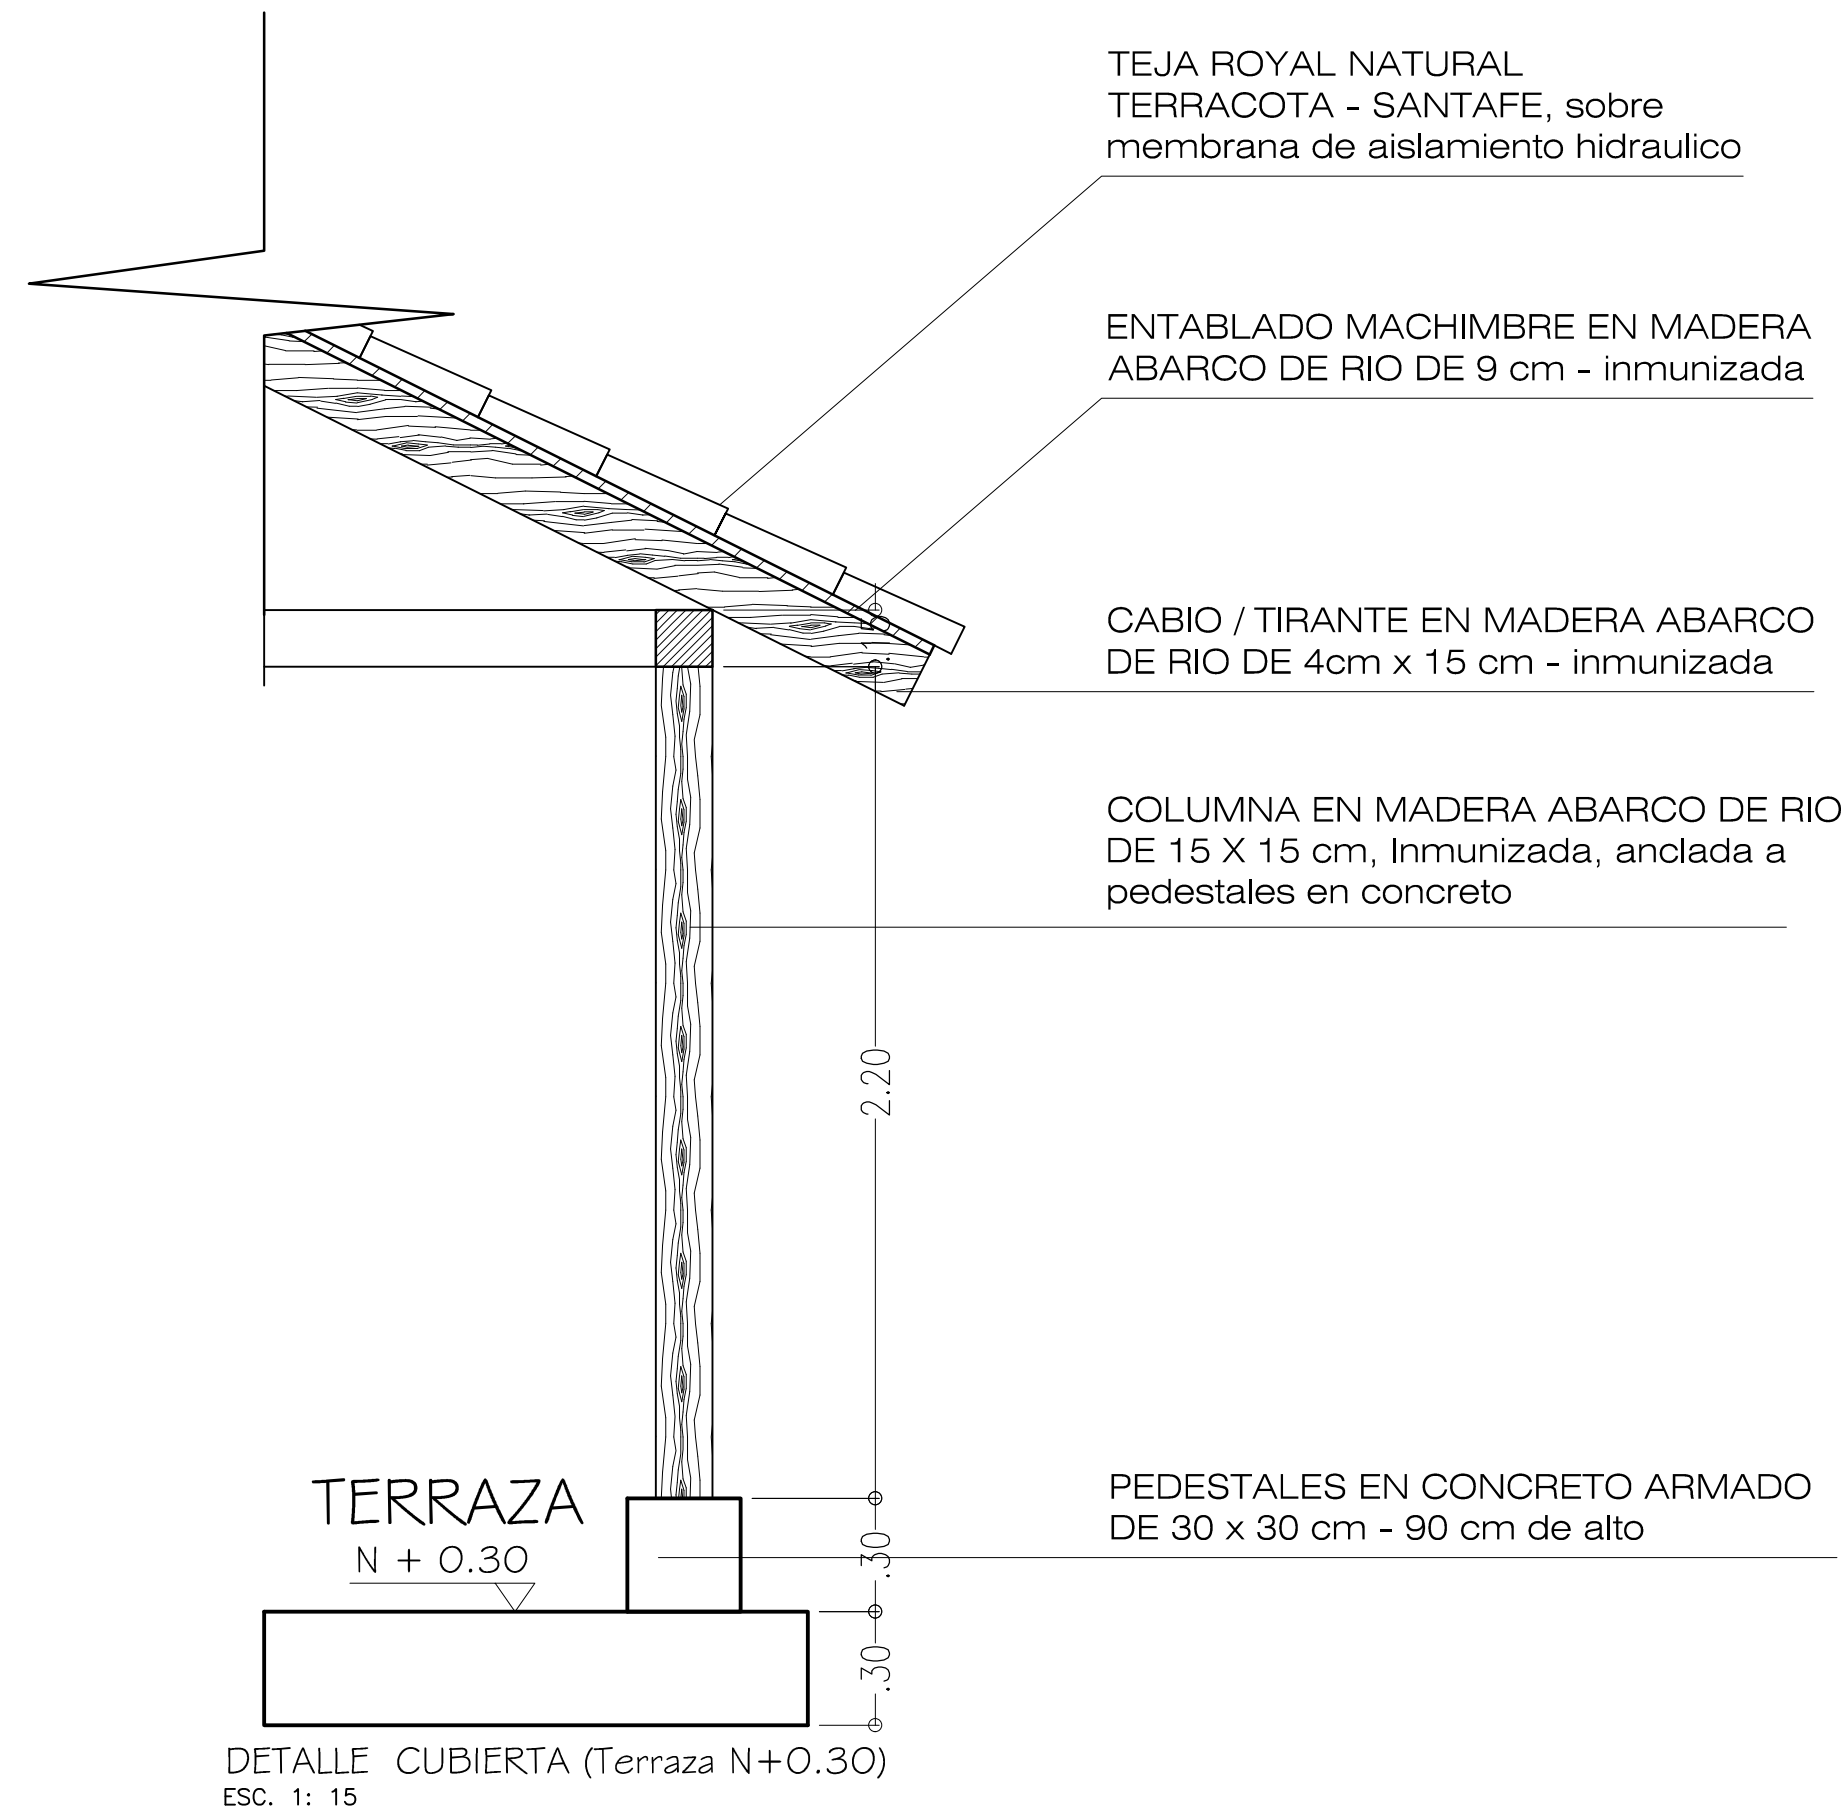 TEJA ROYAL NATURAL
TERRACOTA - SANTAFE, sobre
membrana de aislamiento hidraulico
ENTABLADO MACHIMBRE EN MADERA
ABARCO DE RIO DE 9 cm - inmunizada
CABIO / TIRANTE EN MADERA ABARCO
DE RIO DE 4cm x 15 cm - inmunizada
COLUMNA EN MADERA ABARCO DE RIO
DE 15 X 15 cm, Inmunizada, anclada a
pedestales en concreto
2.20
PEDESTALES EN CONCRETO ARMADO
DE 30 x 30 cm - 90 cm de alto
TERRAZA
N + 0.30
.30
.30
DETALLE CUBIERTA (Terraza N+0.30)
ESC. 1: 15